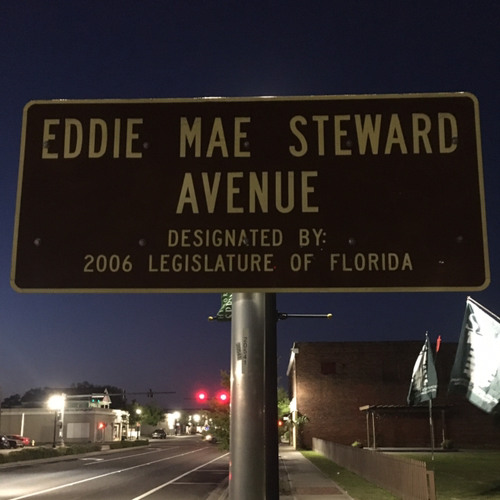 EDDIE MAE STEWARD
AVENUE
DESIGNATED BY:
2006 LEGISLATURE OF FLORIDA